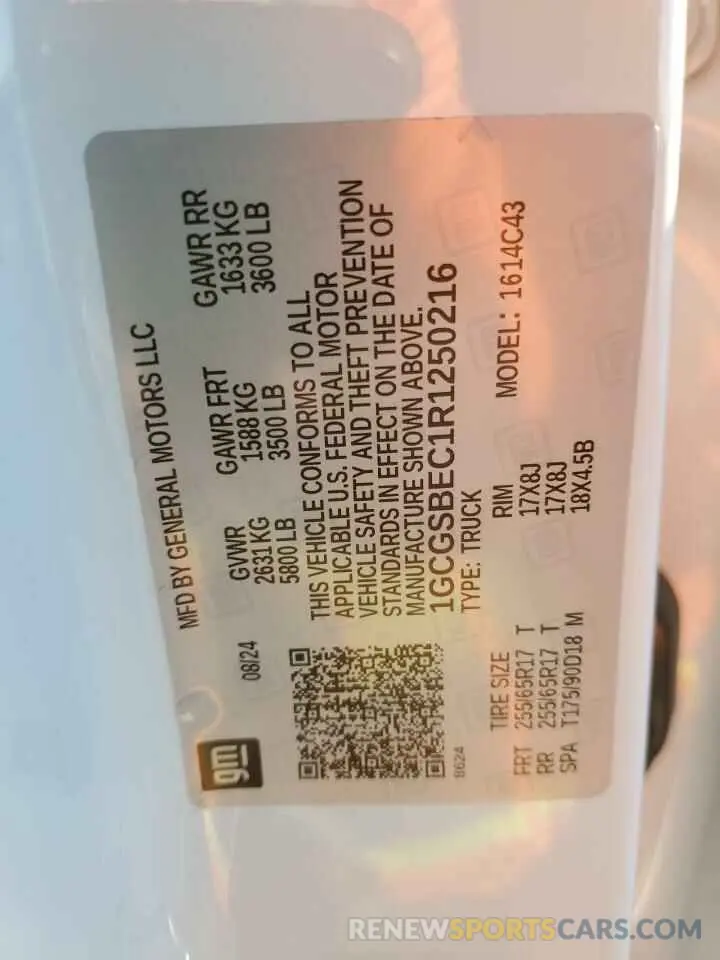 gm
MFD BY GENERAL MOTORS LLC
08/24
GVWR GAWR FRT GAWR RR
2631 KG 1588 KG 1633 KG
5800 LB 3500 LB 3600 LB
THIS VEHICLE CONFORMS TO ALL
APPLICABLE U.S. FEDERAL MOTOR
VEHICLE SAFETY AND THEFT PREVENTION
STANDARDS IN EFFECT ON THE DATE OF
MANUFACTURE SHOWN ABOVE.
1GCGSBEC1R1250216
8624
TYPE: TRUCK
MODEL: 1614C43
TIRE SIZE RIM
FRT 255/65R17 T 17X8J
RR 255/65R17 T 17X8J
SPA T175/90D18 M 18X4.5B
RENEWSPORTSCARS.COM